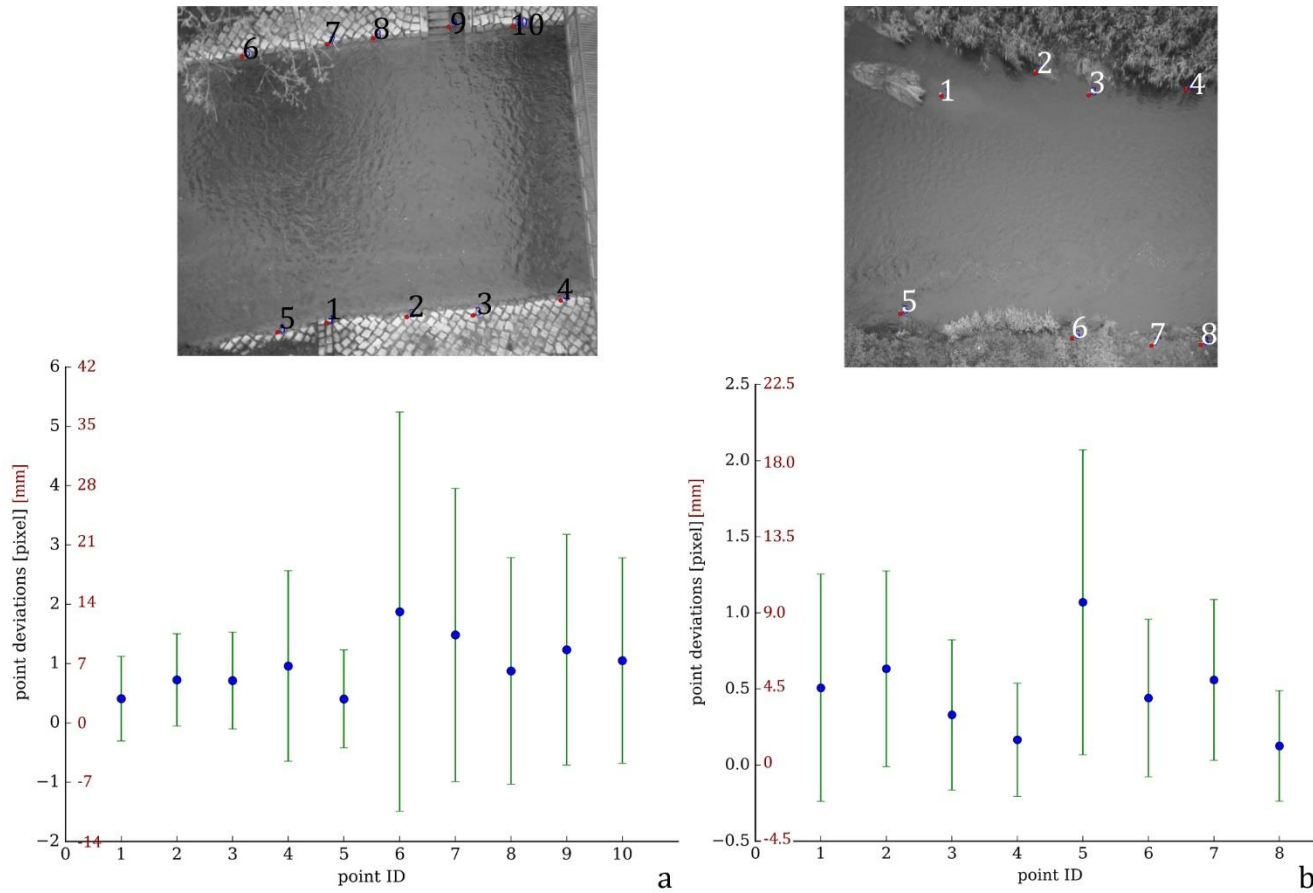 6 7 8 9 10
5 1 2 3 4
1 2 3 4
5 6 7 8
point deviations [pixel] [mm]
6 42
5 35
4 28
3 21
2 14
1 7
0 0
−1 -7
−2 -14
0 1 2 3 4 5 6 7 8 9 10
point ID
a
point deviations [pixel] [mm]
2.5 22.5
2.0 18.0
1.5 13.5
1.0 9.0
0.5 4.5
0.0 0
−0.5 -4.5
0 1 2 3 4 5 6 7 8
point ID
b